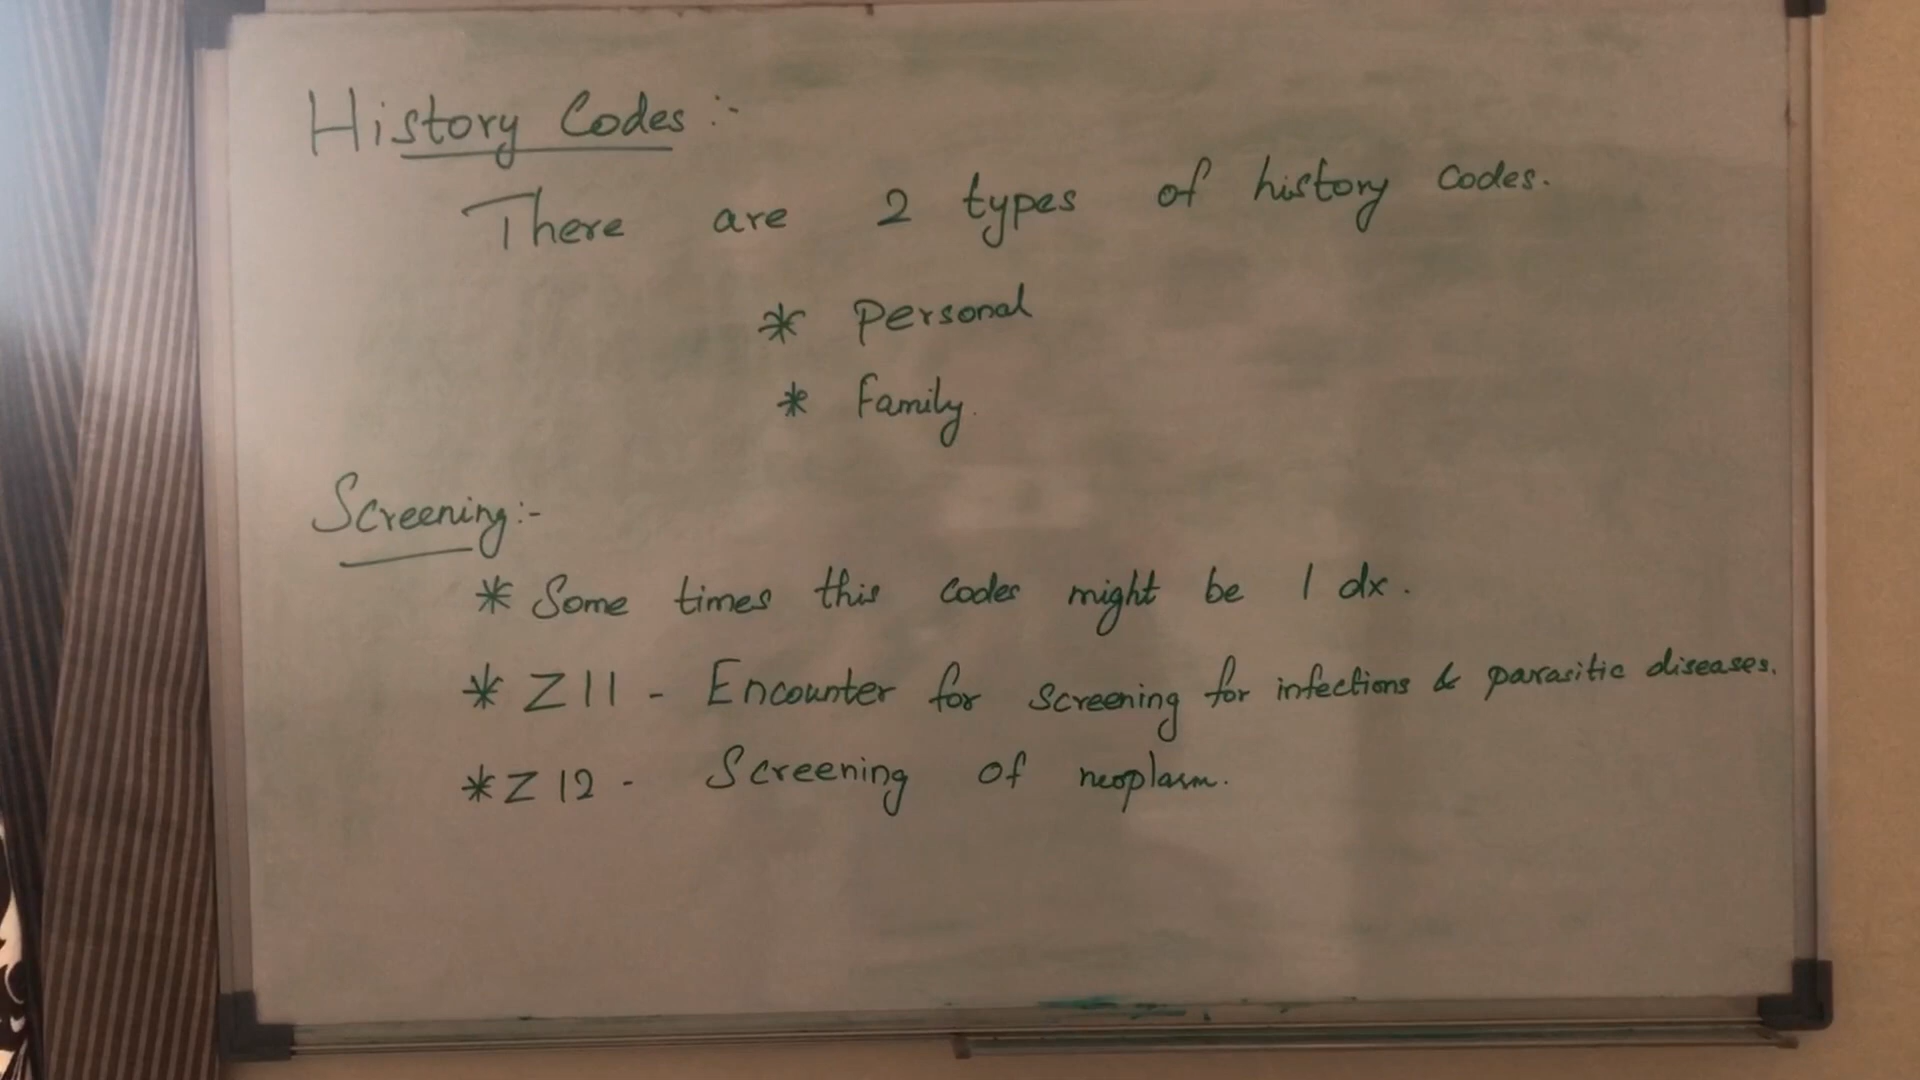 History Codes :-
There are 2 types of history codes.
* Personal
* Family.
Screening :-
* Some times this codes might be 1 dx.
* Z11 - Encounter for screening for infections & parasitic diseases.
* Z12 - Screening of neoplasm.